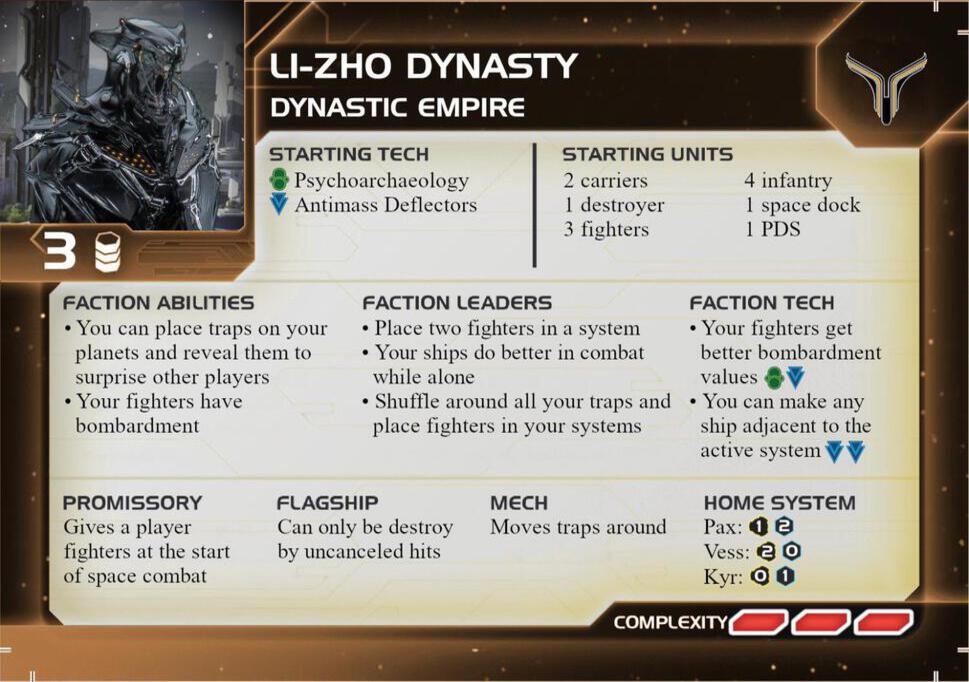 LI-ZHO DYNASTY
DYNASTIC EMPIRE
3
STARTING TECH
Psychoarchaeology
Antimass Deflectors
STARTING UNITS
2 carriers
1 destroyer
3 fighters
4 infantry
1 space dock
1 PDS
FACTION ABILITIES
• You can place traps on your
planets and reveal them to
surprise other players
• Your fighters have
bombardment
FACTION LEADERS
• Place two fighters in a system
• Your ships do better in combat
while alone
• Shuffle around all your traps and
place fighters in your systems
FACTION TECH
• Your fighters get
better bombardment
values
• You can make any
ship adjacent to the
active system
PROMISSORY
Gives a player
fighters at the start
of space combat
FLAGSHIP
Can only be destroy
by uncanceled hits
MECH
Moves traps around
HOME SYSTEM
Pax: 1 2
Vess: 2 0
Kyr: 0 1
COMPLEXITY